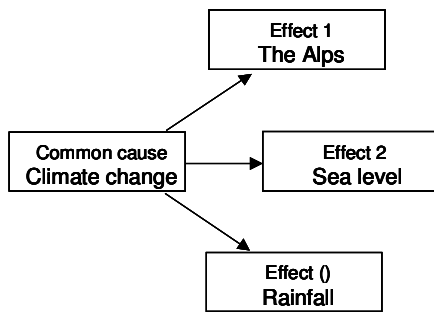 Effect 1
The Alps
Common cause
Climate change
Effect 2
Sea level
Effect ()
Rainfall